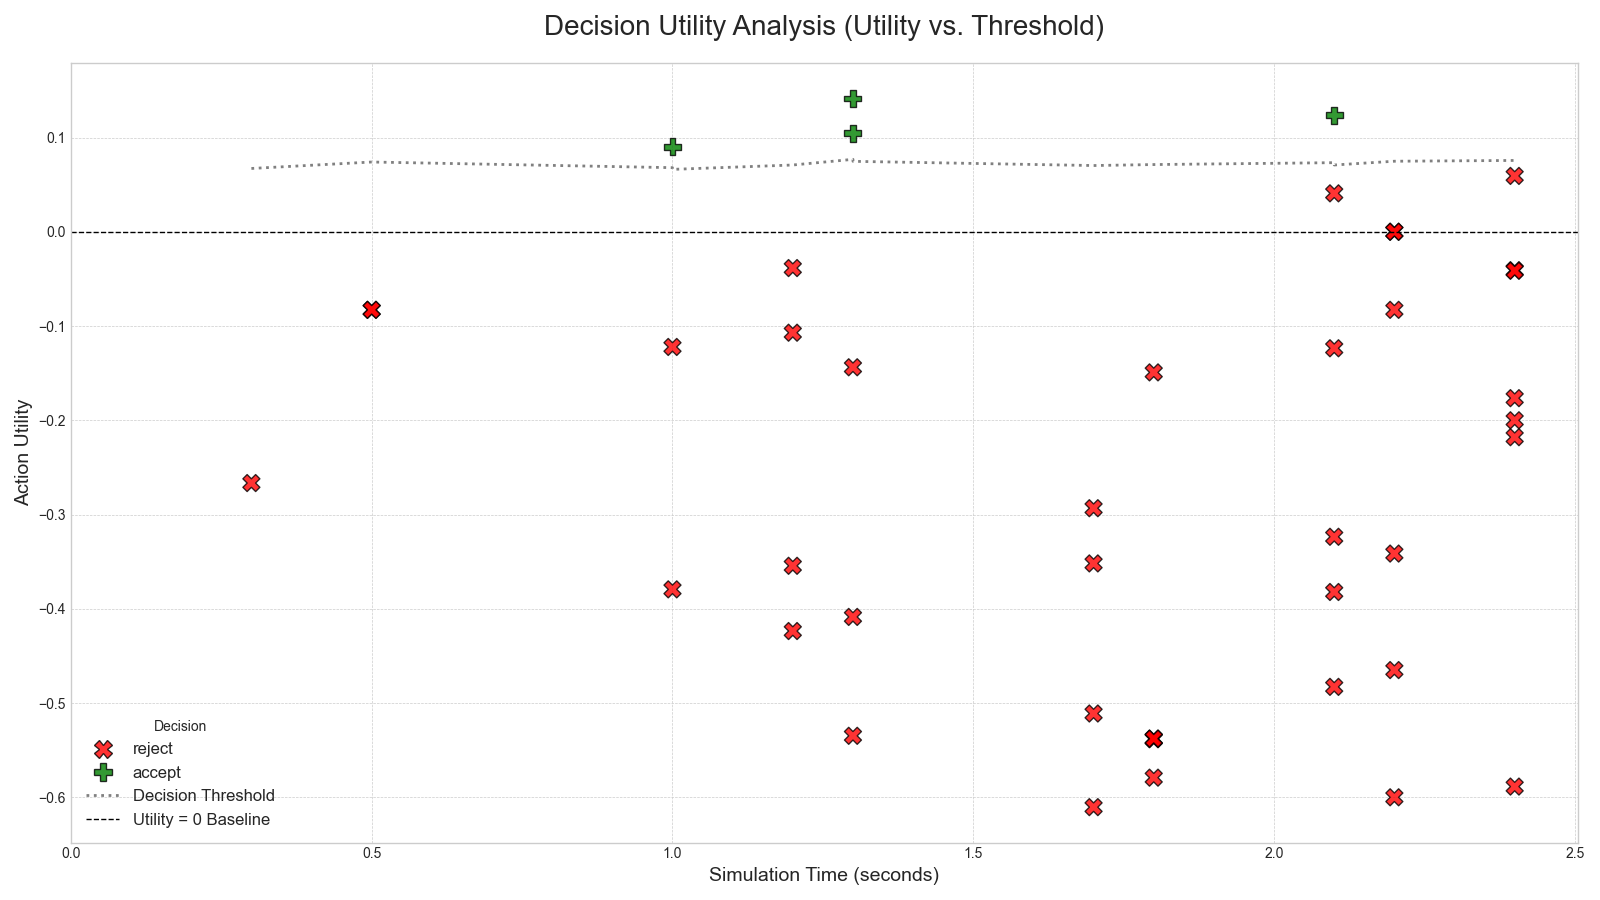 Decision Utility Analysis (Utility vs. Threshold)
Action Utility
0.1
0.0
−0.1
−0.2
−0.3
−0.4
−0.5
−0.6
Decision
reject
accept
Decision Threshold
Utility = 0 Baseline
0.0 0.5 1.0 1.5 2.0 2.5
Simulation Time (seconds)